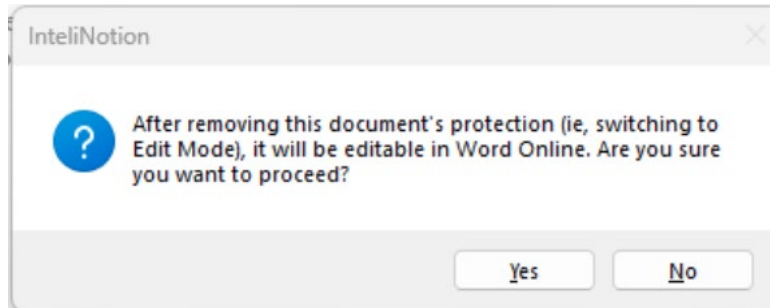 InteliNotion
After removing this document's protection (ie, switching to
Edit Mode), it will be editable in Word Online. Are you sure
you want to proceed?
Yes
No